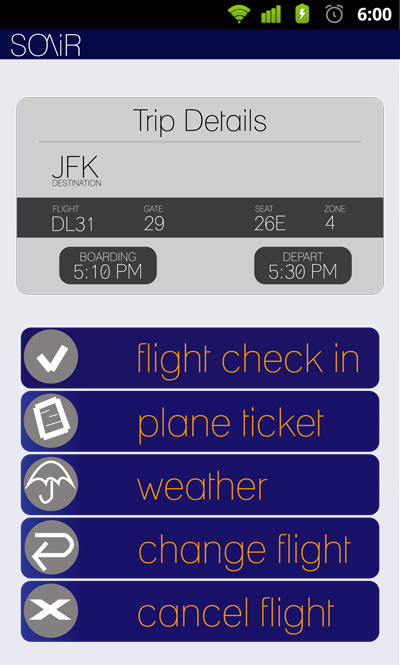 6:00
SOAiR
Trip Details
JFK
DESTINATION
FLIGHT GATE SEAT ZONE
DL31 29 26E 4
BOARDING DEPART
5:10 PM 5:30 PM
flight check in
plane ticket
weather
change flight
cancel flight